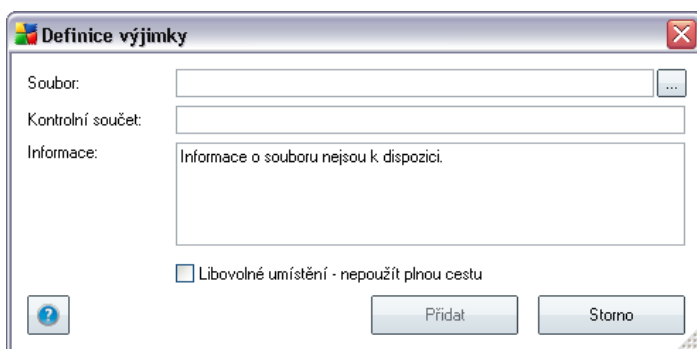 Definice výjimky
Soubor:
...
Kontrolní součet:
Informace:
Informace o souboru nejsou k dispozici.
Libovolné umístění - nepoužít plnou cestu
?
Přidat
Storno